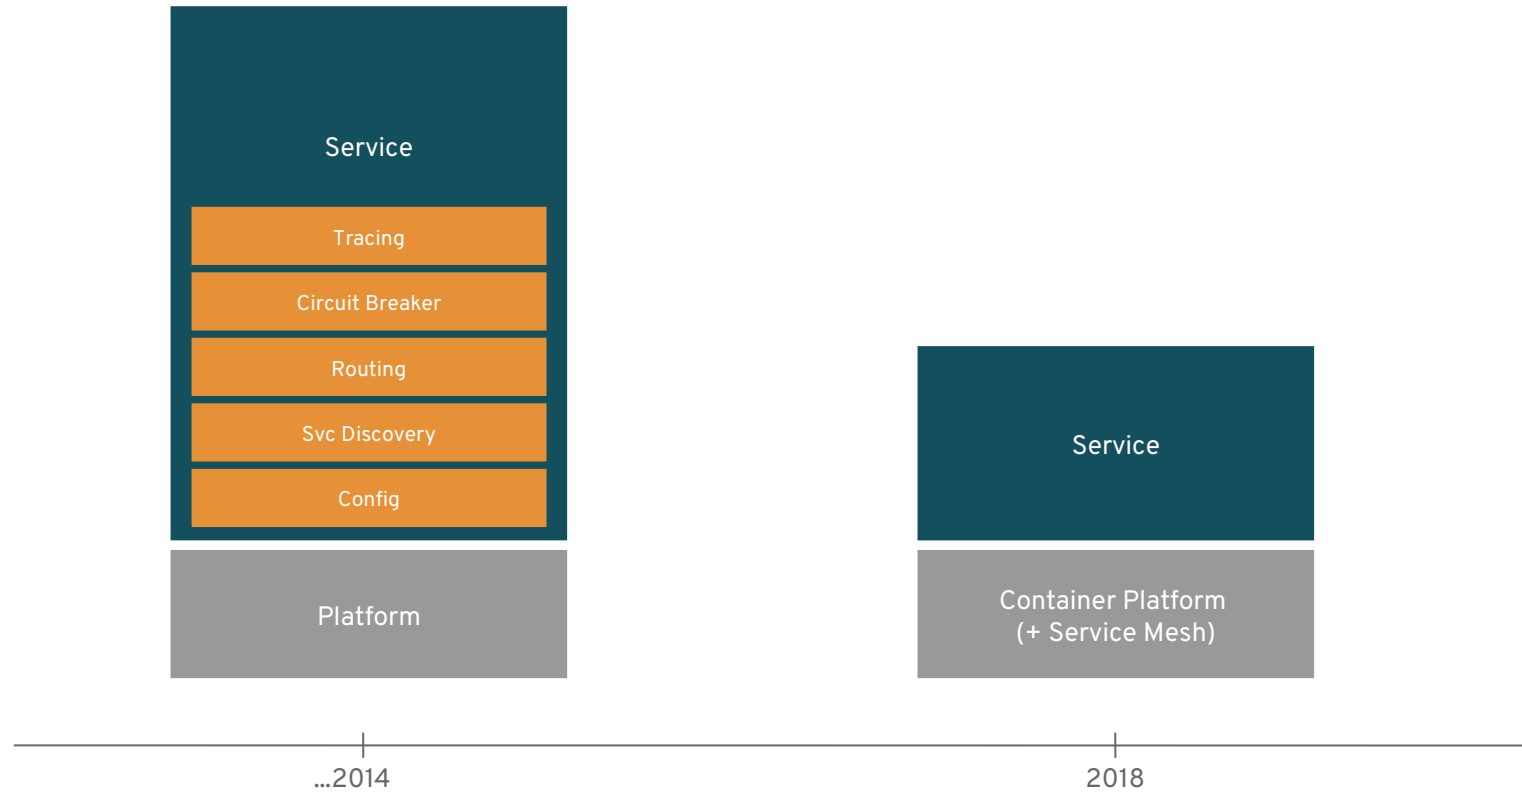 Service
Tracing
Circuit Breaker
Routing
Svc Discovery
Config
Platform
Service
Container Platform
(+ Service Mesh)
...2014
2018